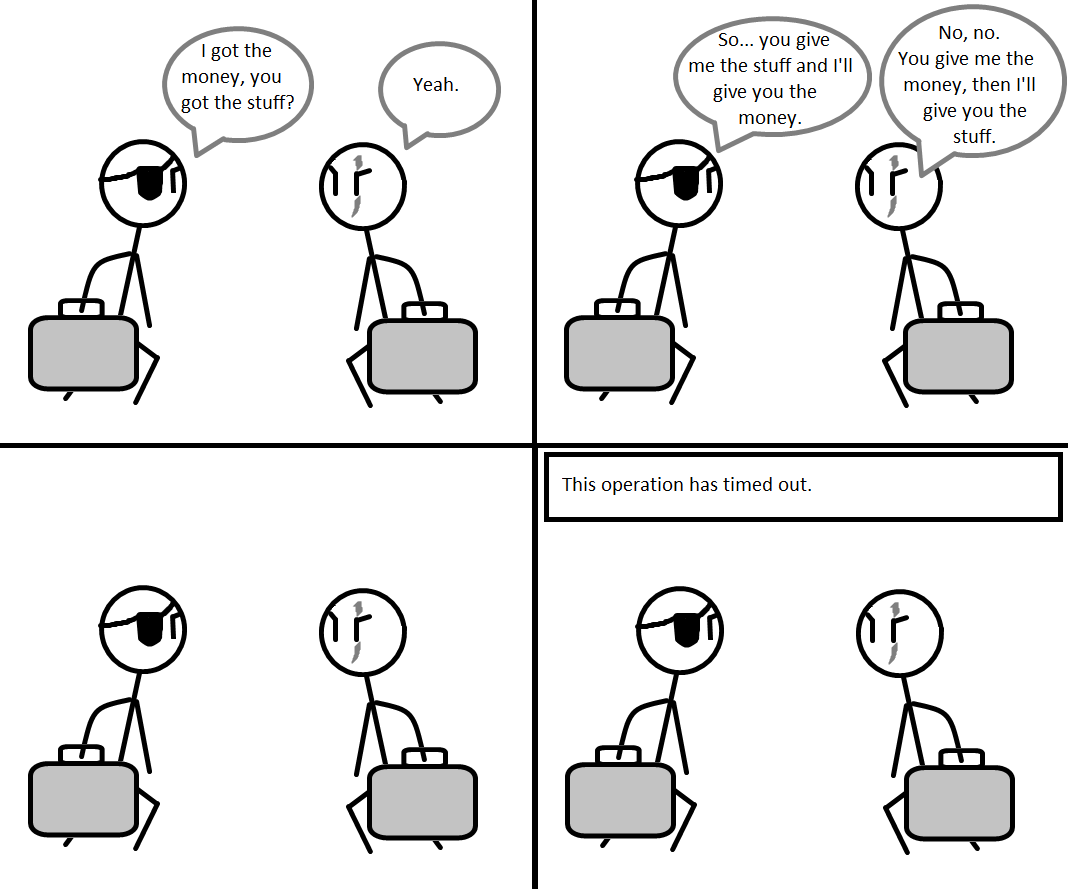 I got the
money, you
got the stuff?
Yeah.
So... you give
me the stuff and I'll
give you the
money.
No, no.
You give me the
money, then I'll
give you the
stuff.
This operation has timed out.